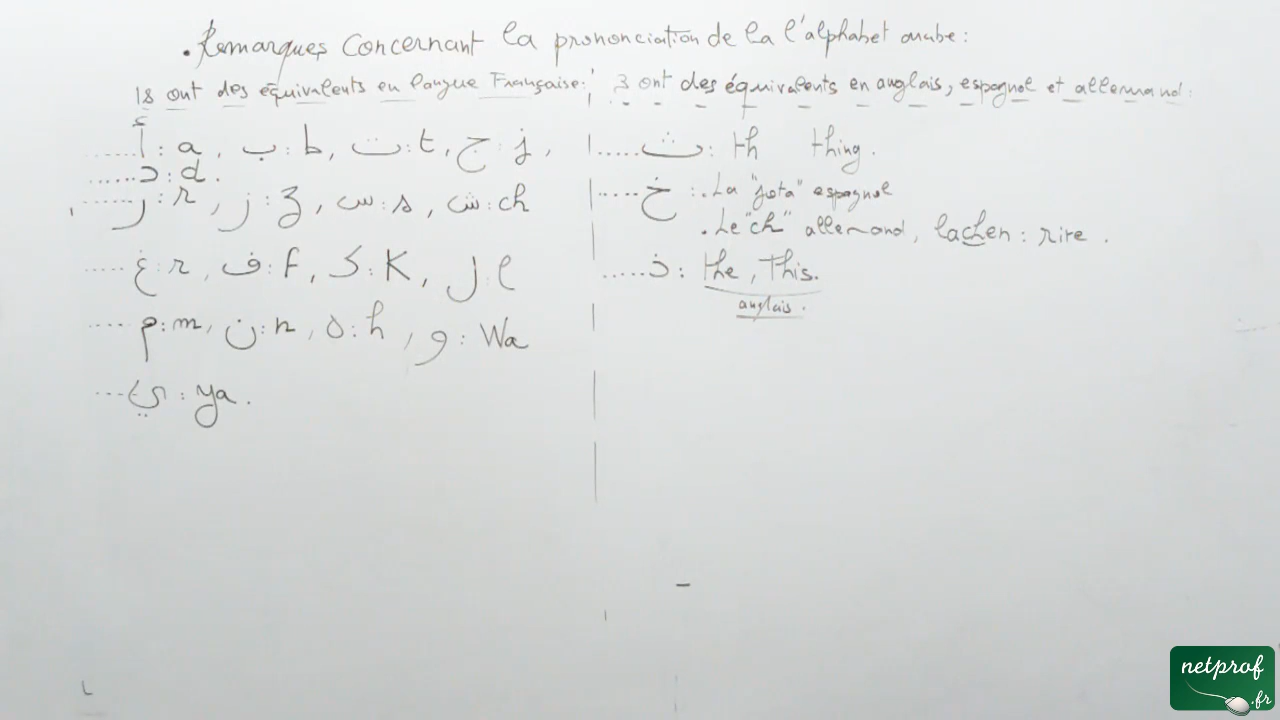 . Remarques concernant la prononciation de la l'alphabet arabe :
18 ont des équivalents en langue Française :
......أ : a , ب : b, ت : t, ج : j ,
......د : d .
......ر : r , ز : z , س : s , ش : ch
.....غ : r , ف : f , ک : K , ل : l
....م : m, ن : n , ه : h , و : Wa
...ي : ya .
3 ont des équivalents en anglais, espagnol et allemand :
.....ث : th thing .
.....خ : . La "jota" espagnol
. Le "ch" allemand, lachen : rire .
.....ذ : the , this.
anglais .
netprof
.fr